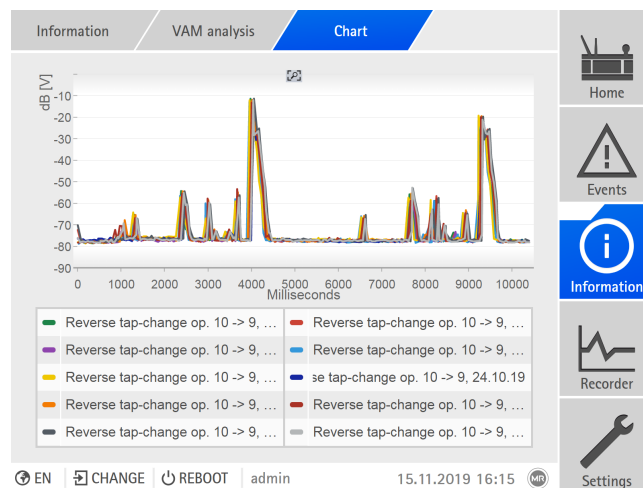 Information
VAM analysis
Chart
Home
Events
Information
Recorder
Settings
dB [V]
-10
-20
-30
-40
-50
-60
-70
-80
-90
0 1000 2000 3000 4000 5000 6000 7000 8000 9000 10000
Milliseconds
Reverse tap-change op. 10 -> 9, ...
Reverse tap-change op. 10 -> 9, ...
Reverse tap-change op. 10 -> 9, ...
Reverse tap-change op. 10 -> 9, ...
Reverse tap-change op. 10 -> 9, ...
se tap-change op. 10 -> 9, 24.10.19
Reverse tap-change op. 10 -> 9, ...
Reverse tap-change op. 10 -> 9, ...
Reverse tap-change op. 10 -> 9, ...
Reverse tap-change op. 10 -> 9, ...
EN
CHANGE
REBOOT
admin
15.11.2019 16:15
MR